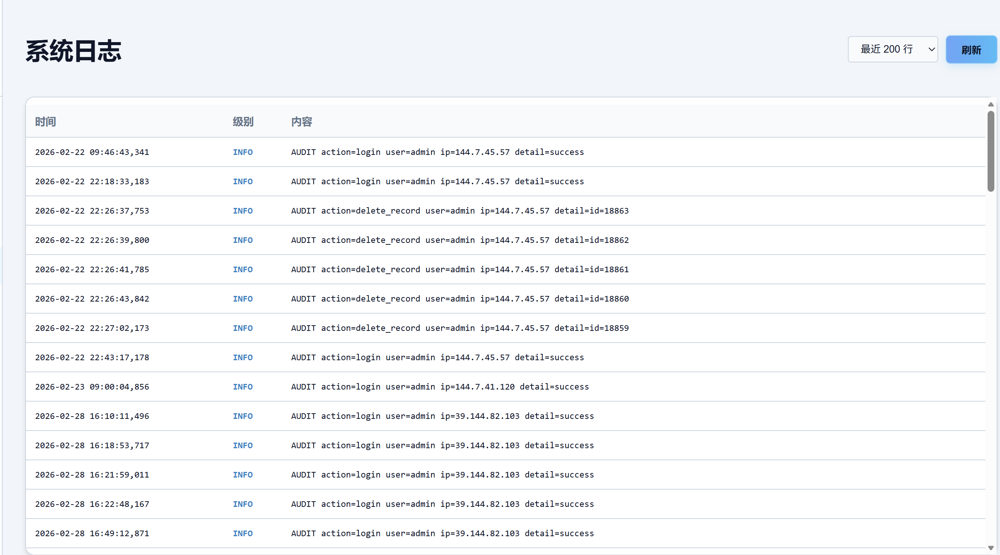 系统日志
最近 200 行
刷新
时间 级别 内容
2026-02-22 09:46:43,341 INFO AUDIT action=login user=admin ip=144.7.45.57 detail=success
2026-02-22 22:18:33,183 INFO AUDIT action=login user=admin ip=144.7.45.57 detail=success
2026-02-22 22:26:37,753 INFO AUDIT action=delete_record user=admin ip=144.7.45.57 detail=id=18863
2026-02-22 22:26:39,800 INFO AUDIT action=delete_record user=admin ip=144.7.45.57 detail=id=18862
2026-02-22 22:26:41,785 INFO AUDIT action=delete_record user=admin ip=144.7.45.57 detail=id=18861
2026-02-22 22:26:43,842 INFO AUDIT action=delete_record user=admin ip=144.7.45.57 detail=id=18860
2026-02-22 22:27:02,173 INFO AUDIT action=delete_record user=admin ip=144.7.45.57 detail=id=18859
2026-02-22 22:43:17,178 INFO AUDIT action=login user=admin ip=144.7.45.57 detail=success
2026-02-23 09:00:04,856 INFO AUDIT action=login user=admin ip=144.7.41.120 detail=success
2026-02-28 16:10:11,496 INFO AUDIT action=login user=admin ip=39.144.82.103 detail=success
2026-02-28 16:18:53,717 INFO AUDIT action=login user=admin ip=39.144.82.103 detail=success
2026-02-28 16:21:59,011 INFO AUDIT action=login user=admin ip=39.144.82.103 detail=success
2026-02-28 16:22:48,167 INFO AUDIT action=login user=admin ip=39.144.82.103 detail=success
2026-02-28 16:49:12,871 INFO AUDIT action=login user=admin ip=39.144.82.103 detail=success